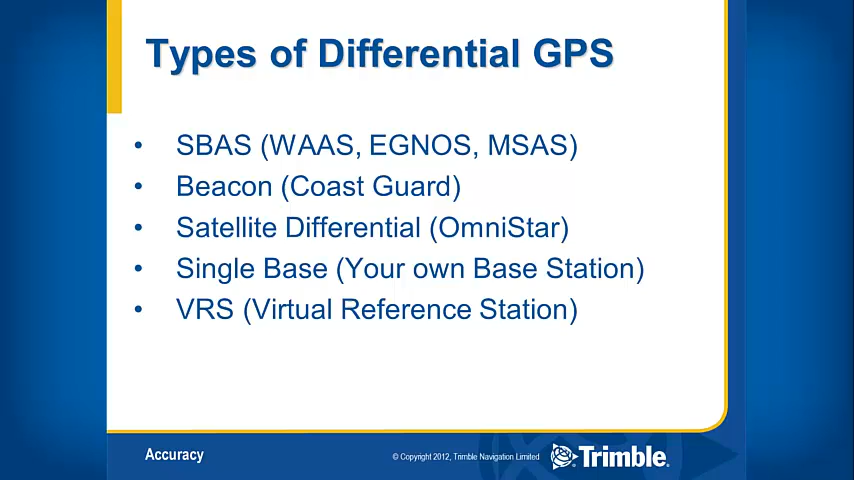 Types of Differential GPS
• SBAS (WAAS, EGNOS, MSAS)
• Beacon (Coast Guard)
• Satellite Differential (OmniStar)
• Single Base (Your own Base Station)
• VRS (Virtual Reference Station)
Accuracy
© Copyright 2012, Trimble Navigation Limited
Trimble.